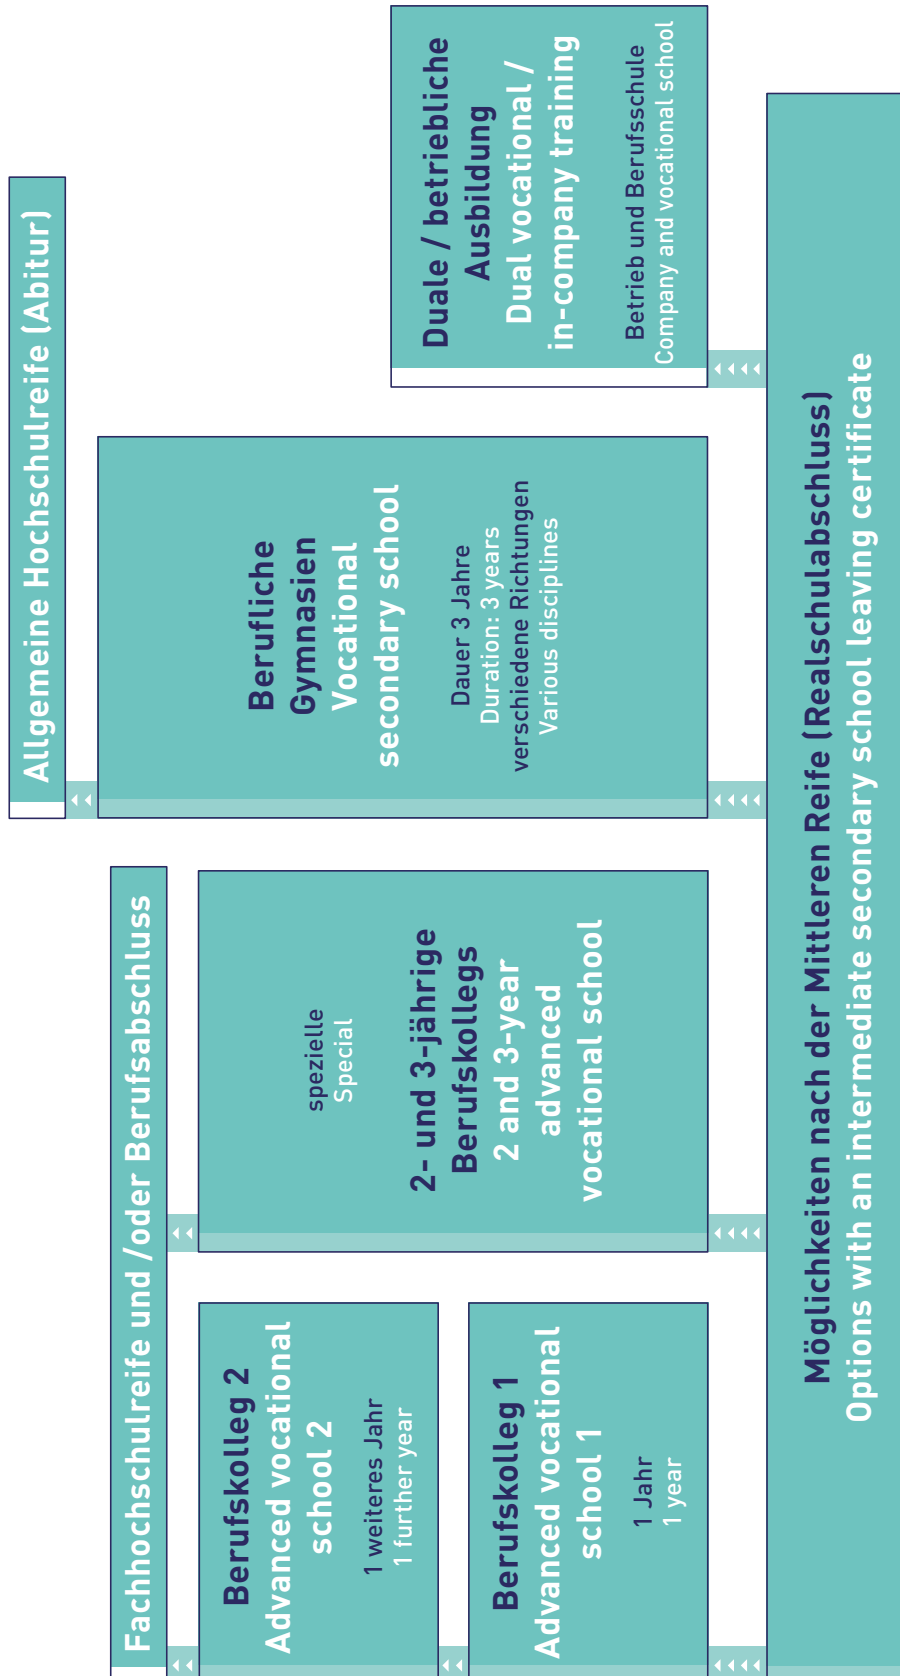 Allgemeine Hochschulreife (Abitur)
Fachhochschulreife und /oder Berufsabschluss
Berufskolleg 2
Advanced vocational
school 2
1 weiteres Jahr
1 further year
Berufskolleg 1
Advanced vocational
school 1
1 Jahr
1 year
spezielle
Special
2- und 3-jährige
Berufskollegs
2 and 3-year
advanced
vocational school
Berufliche
Gymnasien
Vocational
secondary school
Dauer 3 Jahre
Duration: 3 years
verschiedene Richtungen
Various disciplines
Duale / betriebliche
Ausbildung
Dual vocational /
in-company training
Betrieb und Berufsschule
Company and vocational school
Möglichkeiten nach der Mittleren Reife (Realschulabschluss)
Options with an intermediate secondary school leaving certificate